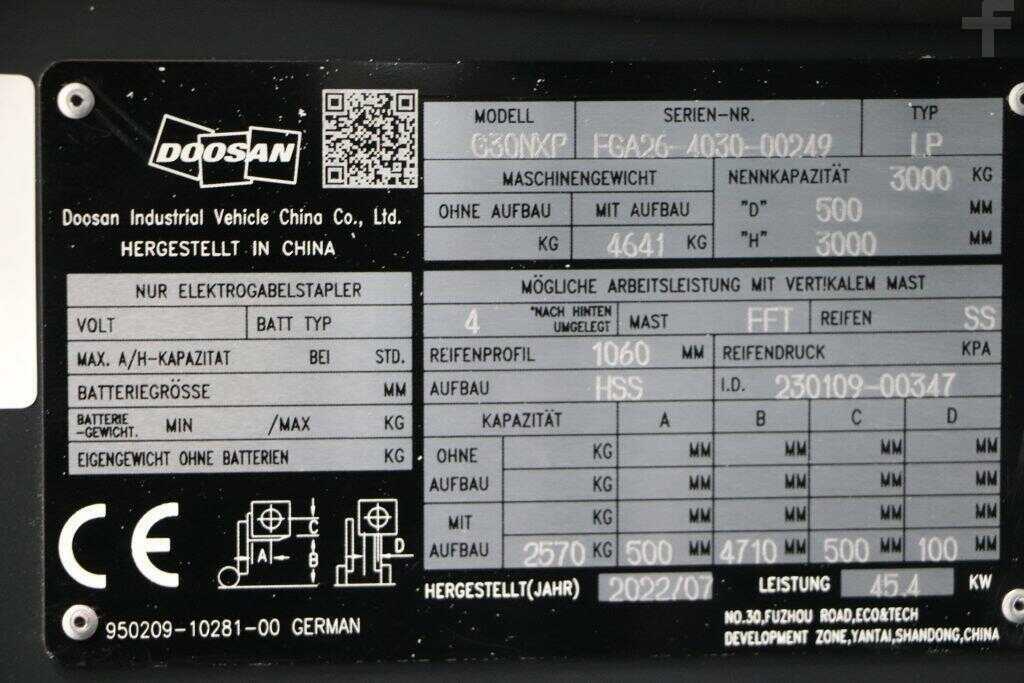 DOOSAN
Doosan Industrial Vehicle China Co., Ltd.
HERGESTELLT IN CHINA
NUR ELEKTROGABELSTAPLER
VOLT BATT TYP
MAX. A/H-KAPAZITAT BEI STD.
BATTERIEGRÖSSE MM
BATTERIE
-GEWICHT. MIN /MAX KG
EIGENGEWICHT OHNE BATTERIEN KG
CE
A C B D
950209-10281-00 GERMAN
MODELL SERIEN-NR. TYP
G30NXP FGA26-4030-00249 LP
MASCHINENGEWICHT
OHNE AUFBAU MIT AUFBAU
KG 4641 KG
NENNKAPAZITÄT 3000 KG
"D" 500 MM
"H" 3000 MM
MÖGLICHE ARBEITSLEISTUNG MIT VERTIKALEM MAST
4 °NACH HINTEN
UMGELEGT MAST FFT REIFEN SS
REIFENPROFIL 1060 MM REIFENDRUCK KPA
AUFBAU HSS I.D. 230109-00347
KAPAZITÄT A B C D
OHNE KG MM MM MM MM
AUFBAU KG MM MM MM MM
MIT KG MM MM MM MM
AUFBAU 2570 KG 500 MM 4710 MM 500 MM 100 MM
HERGESTELLT(JAHR) 2022/07 LEISTUNG 45.4 KW
NO.30,FUZHOU ROAD,ECO&TECH
DEVELOPMENT ZONE,YANTAI,SHANDONG,CHINA
f